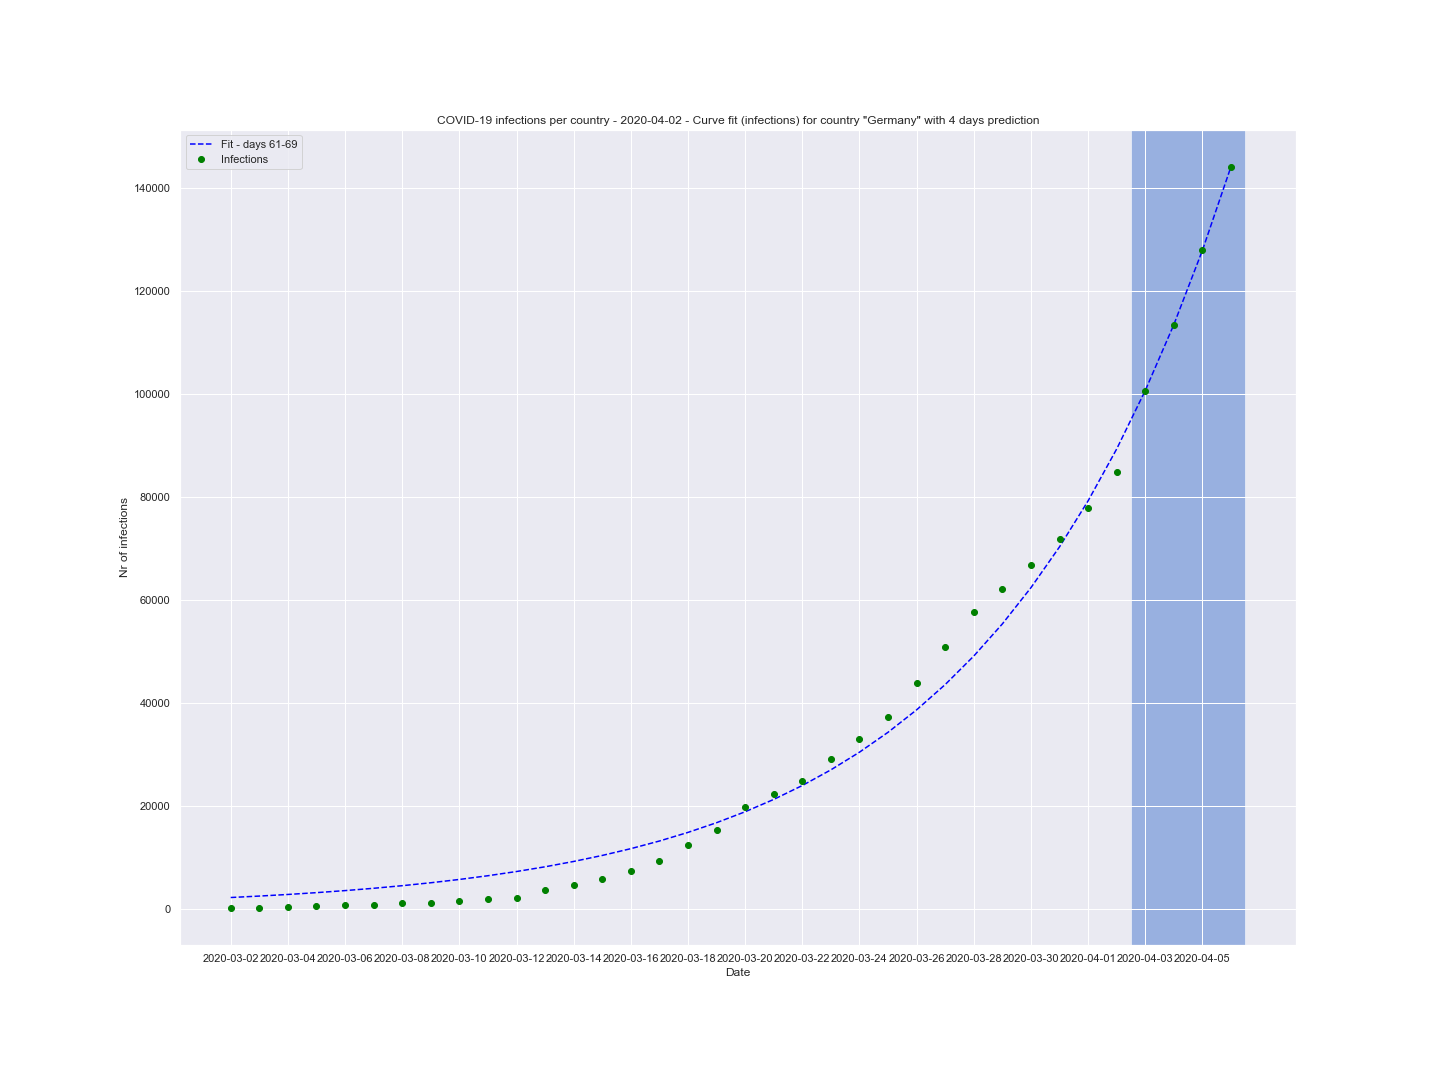 COVID-19 infections per country - 2020-04-02 - Curve fit (infections) for country "Germany" with 4 days prediction
Fit - days 61-69
Infections
140000
120000
100000
80000
60000
40000
20000
0
Nr of infections
2020-03-02 2020-03-04 2020-03-06 2020-03-08 2020-03-10 2020-03-12 2020-03-14 2020-03-16 2020-03-18 2020-03-20 2020-03-22 2020-03-24 2020-03-26 2020-03-28 2020-03-30 2020-04-01 2020-04-03 2020-04-05
Date